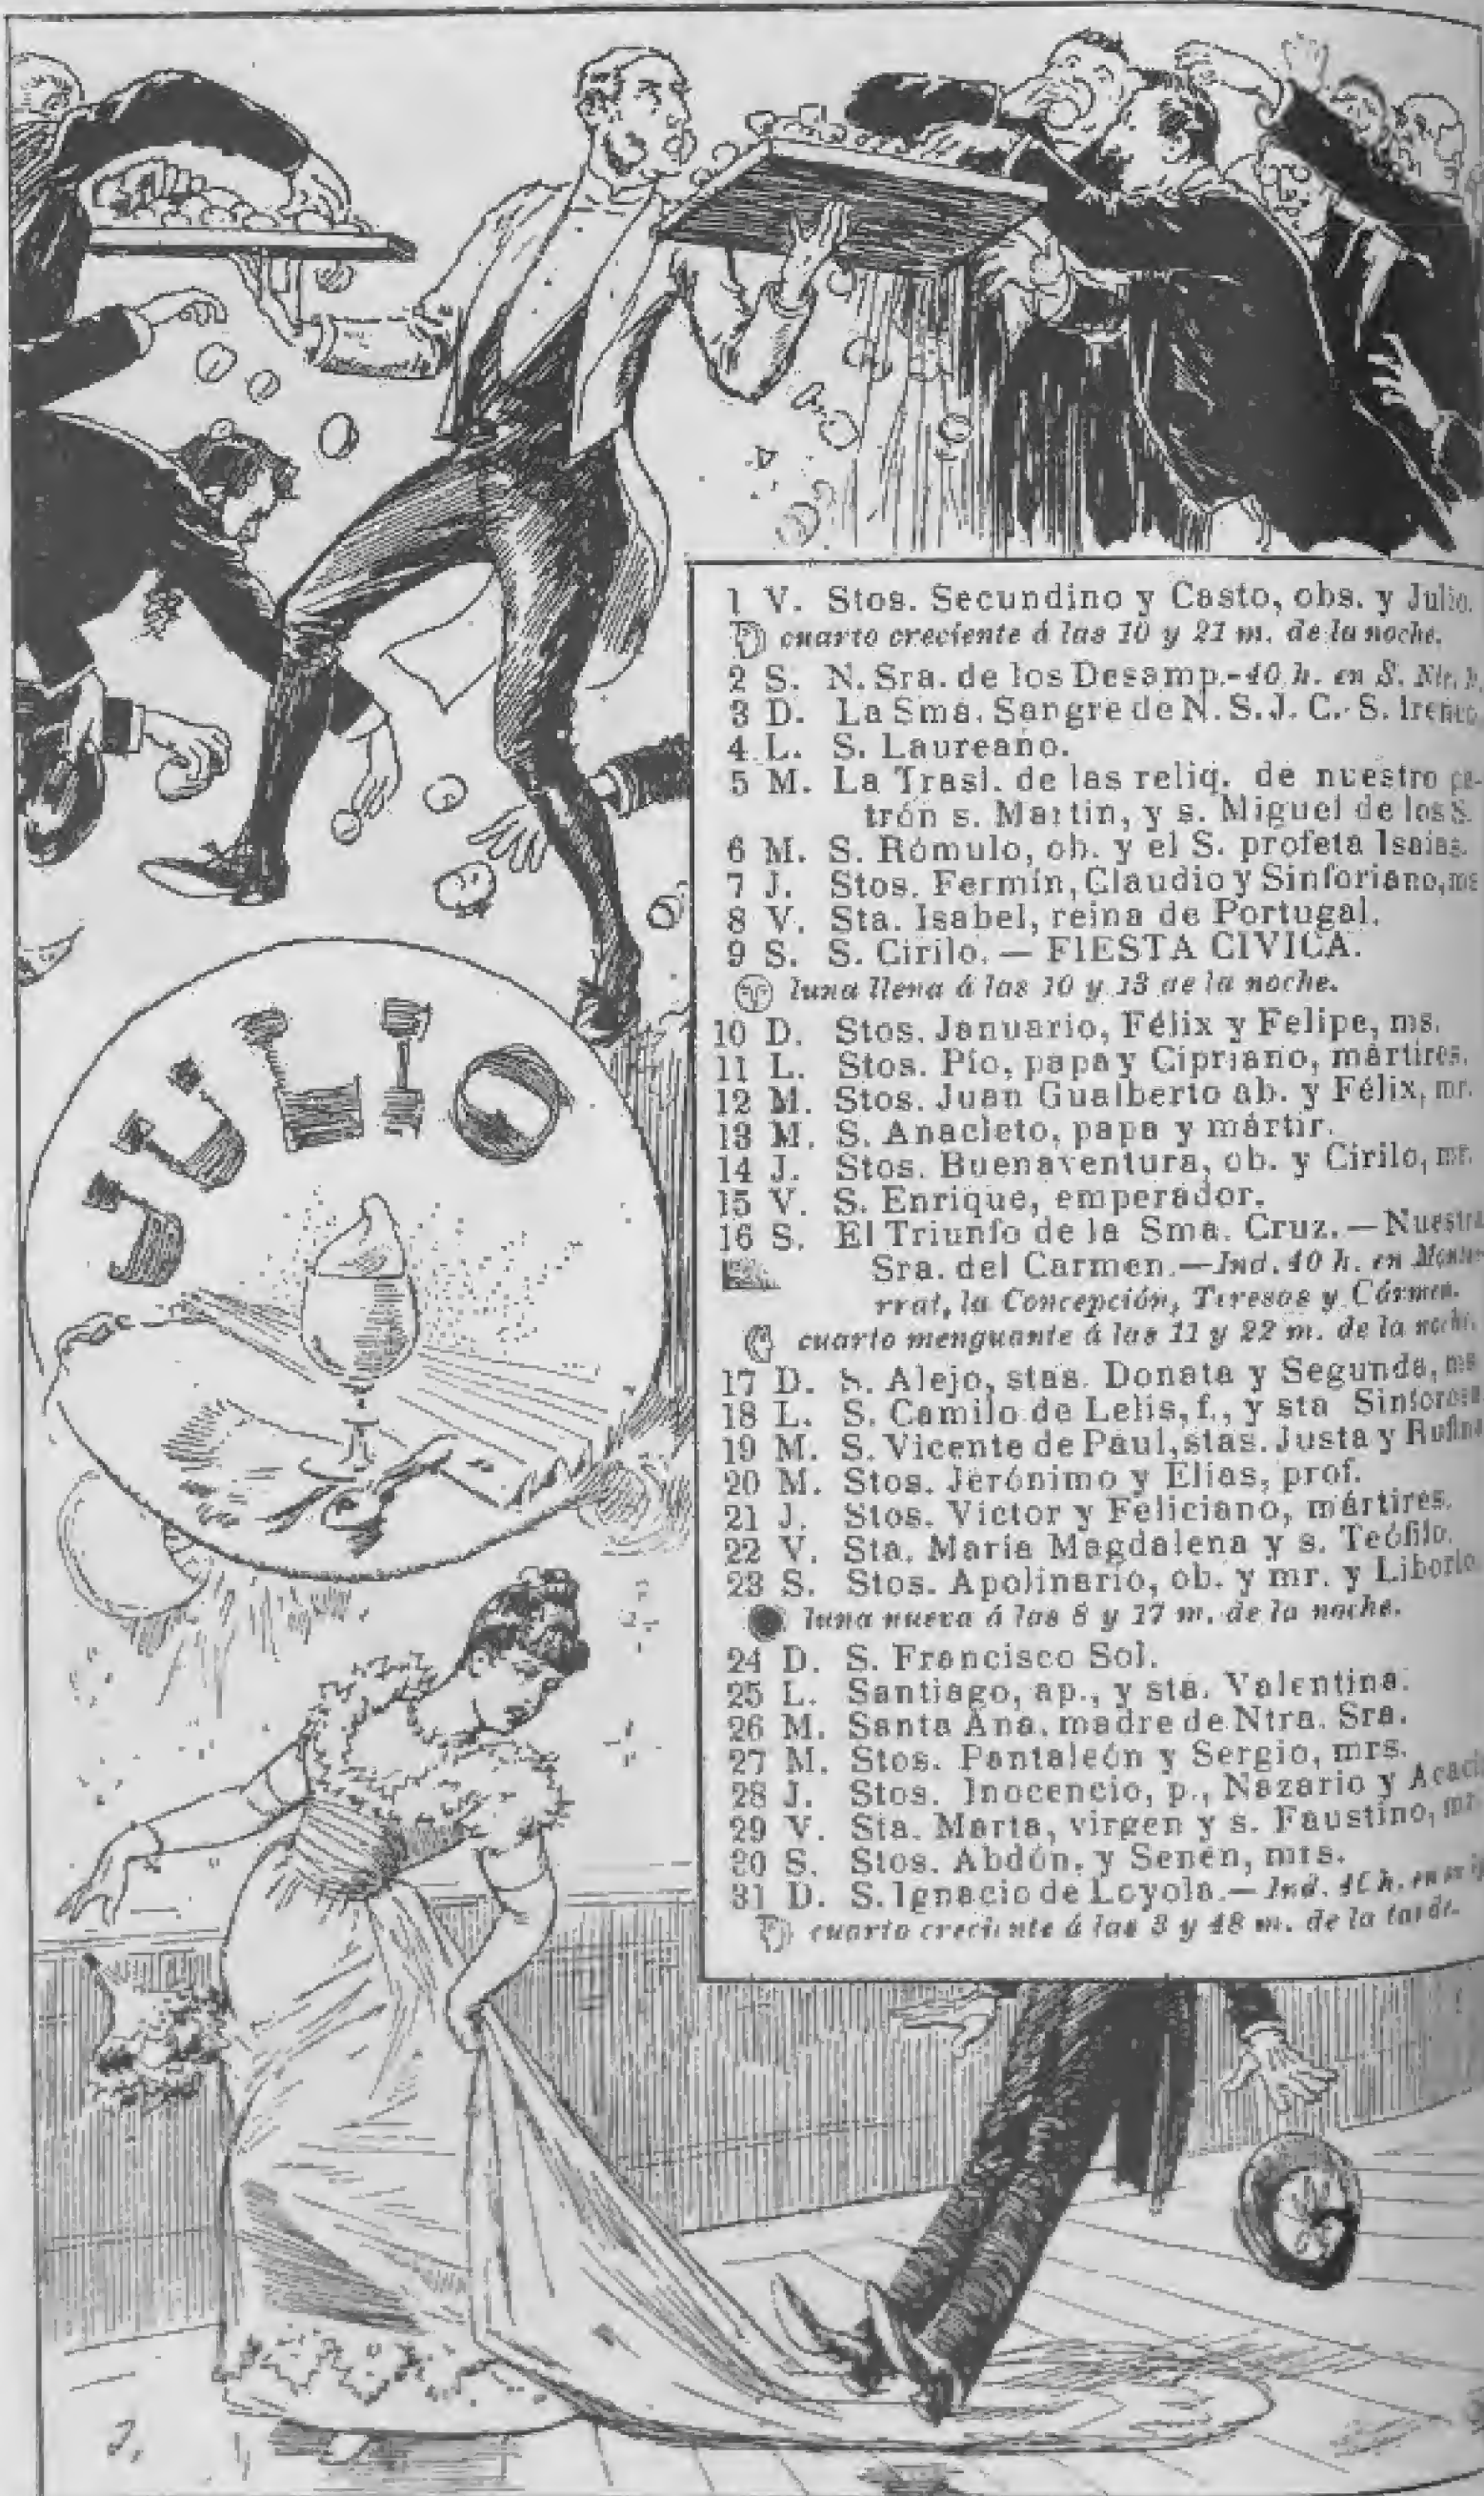 JULIO
1 V. Stos. Secundino y Casto, obs. y Julio.
cuarto creciente á las 10 y 21 m. de la noche.
2 S. N. Sra. de los Desamp.-40 h. en S.
3 D. La Sma. Sangre de N. S. J. C.- S. Ireneo
4 L. S. Laureano.
5 M. La Trasl. de las reliq. de nuestro pa-
trón s. Martin, y s. Miguel de los S.
6 M. S. Rómulo, ob. y el S. profeta Isaias.
7 J. Stos. Fermín, Claudio y Sinforiano, ms
8 V. Sta. Isabel, reina de Portugal.
9 S. S. Cirilo. — FIESTA CIVICA.
luna llena á las 10 y 13 de la noche.
10 D. Stos. Januario, Félix y Felipe, ms.
11 L. Stos. Pío, papa y Cipriano, mártires.
12 M. Stos. Juan Gualberto ab. y Félix, mr.
13 M. S. Anacleto, papa y mártir.
14 J. Stos. Buenaventura, ob. y Cirilo, mr.
15 V. S. Enrique, emperador.
16 S. El Triunfo de la Sma. Cruz. — Nuestra
Sra. del Carmen.—Ind. 40 h. en Montse-
rrat, la Concepción, Teresas y Cármen.
cuarto menguante á las 11 y 22 m. de la noche.
17 D. S. Alejo, stas. Donata y Segunda, ms
18 L. S. Camilo de Lelis, f., y sta Sinforosa
19 M. S. Vicente de Paul, stas. Justa y Rufina
20 M. Stos. Jerónimo y Elías, prof.
21 J. Stos. Victor y Feliciano, mártires.
22 V. Sta. María Magdalena y s. Teófilo.
23 S. Stos. Apolinario, ob. y mr. y Liborio
luna nueva á las 8 y 17 m. de la noche.
24 D. S. Francisco Sol.
25 L. Santiago, ap., y sta. Valentina.
26 M. Santa Ana, madre de Ntra. Sra.
27 M. Stos. Pantaleón y Sergio, mrs.
28 J. Stos. Inocencio, p., Nazario y Acacio
29 V. Sta. Marta, virgen y s. Faustino, mr.
30 S. Stos. Abdón, y Senén, mrs.
31 D. S. Ignacio de Loyola.— Ind. 40 h. en
cuarto creciente á las 3 y 48 m. de la tarde.